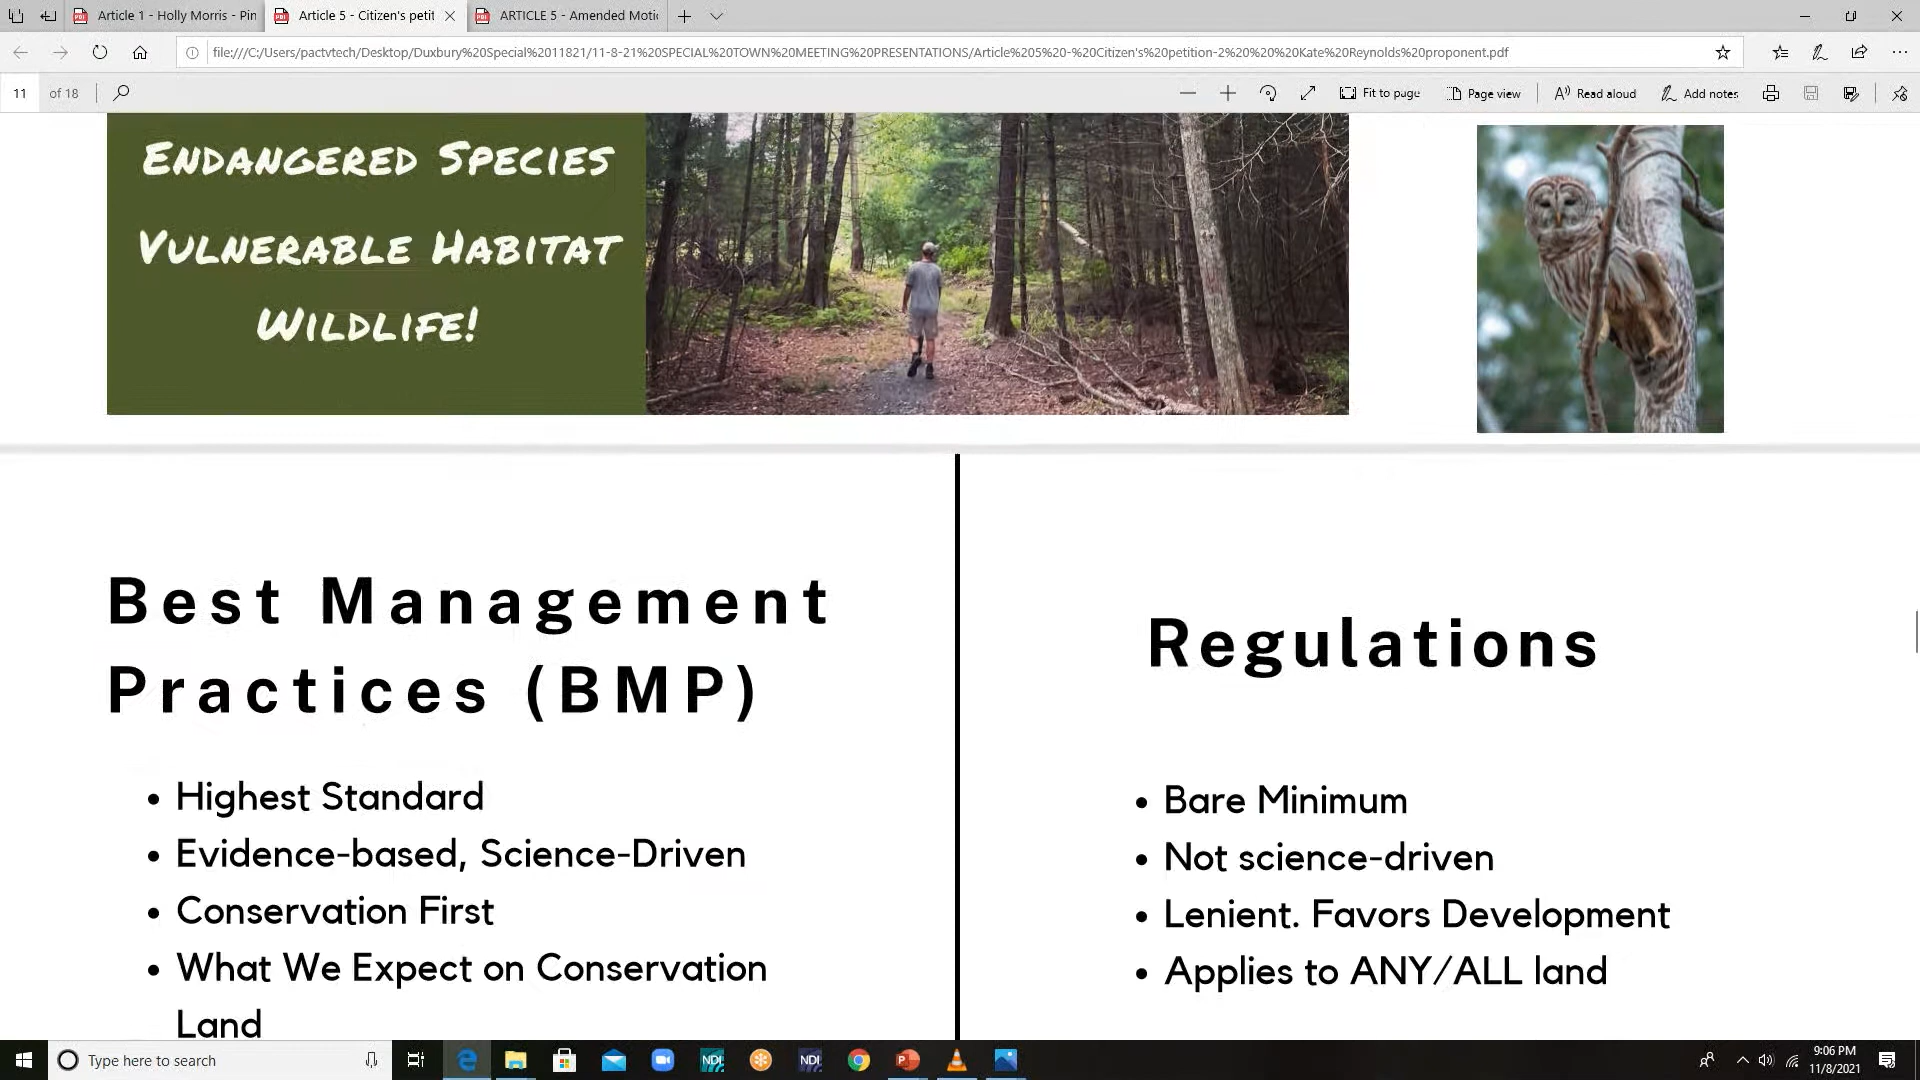 Article 1 - Holly Morris - Pin
Article 5 - Citizen's petit
ARTICLE 5 - Amended Moti
file:///C:/Users/pactvtech/Desktop/Duxbury%20Special%2011821/11-8-21%20SPECIAL%20TOWN%20MEETING%20PRESENTATIONS/Article%205%20-%20Citizen's%20petition-2%20%20%20Kate%20Reynolds%20proponent.pdf
11 of 18
Fit to page
Page view
Read aloud
Add notes
ENDANGERED SPECIES
VULNERABLE HABITAT
WILDLIFE!
Best Management
Practices (BMP)
• Highest Standard
• Evidence-based, Science-Driven
• Conservation First
• What We Expect on Conservation
Land
Regulations
• Bare Minimum
• Not science-driven
• Lenient. Favors Development
• Applies to ANY/ALL land
Type here to search
NDI
NDI
9:06 PM
11/8/2021